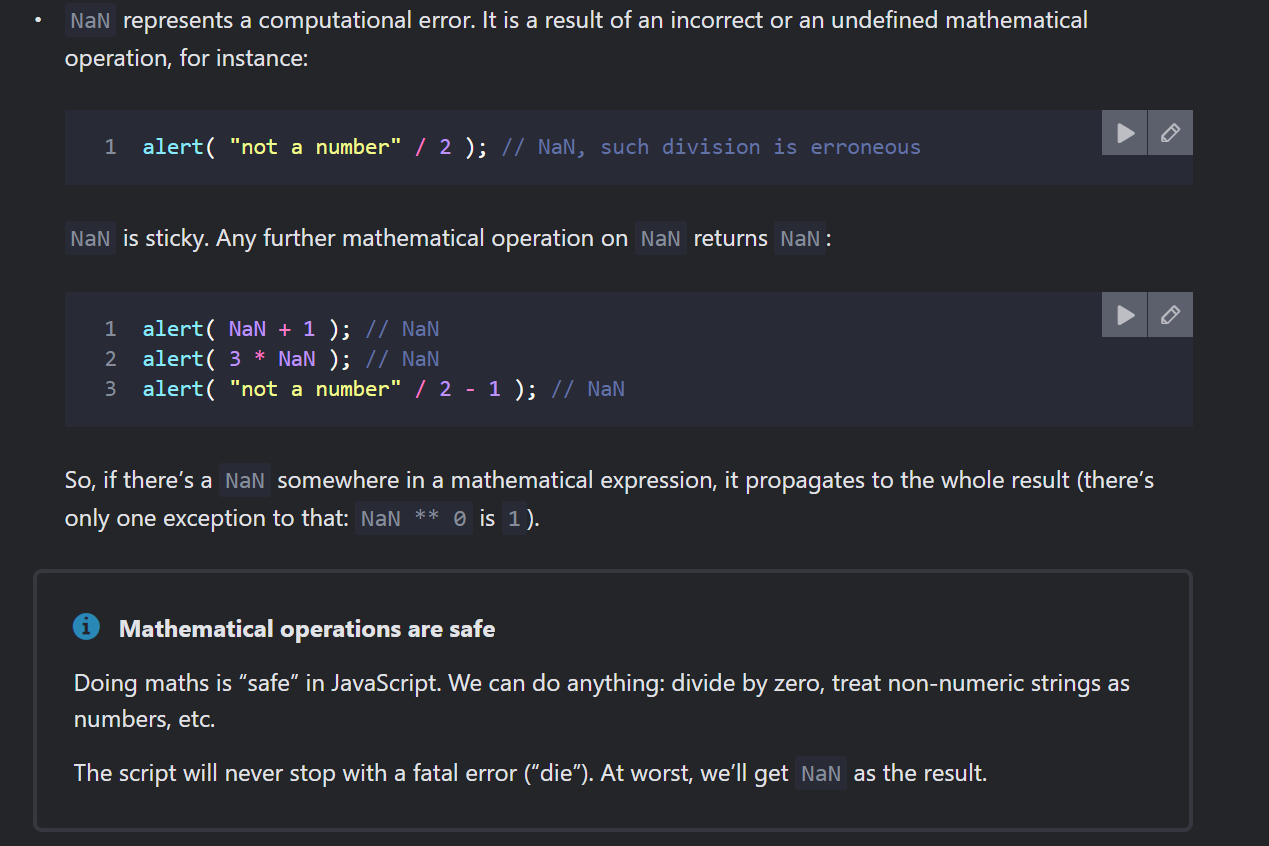 • NaN represents a computational error. It is a result of an incorrect or an undefined mathematical
operation, for instance:
1 alert( "not a number" / 2 ); // NaN, such division is erroneous
NaN is sticky. Any further mathematical operation on NaN returns NaN:
1 alert( NaN + 1 ); // NaN
2 alert( 3 * NaN ); // NaN
3 alert( "not a number" / 2 - 1 ); // NaN
So, if there’s a NaN somewhere in a mathematical expression, it propagates to the whole result (there’s
only one exception to that: NaN ** 0 is 1).
Mathematical operations are safe
Doing maths is “safe” in JavaScript. We can do anything: divide by zero, treat non-numeric strings as
numbers, etc.
The script will never stop with a fatal error (“die”). At worst, we’ll get NaN as the result.